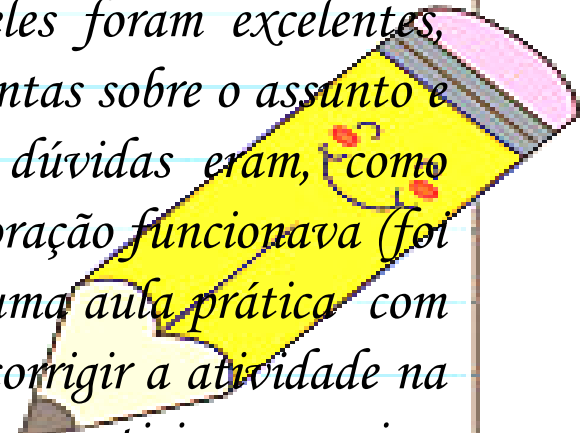 eles foram excelentes,
ntas sobre o assunto e
dúvidas eram, como
oração funcionava (foi
uma aula prática com
corrigir a atividade na